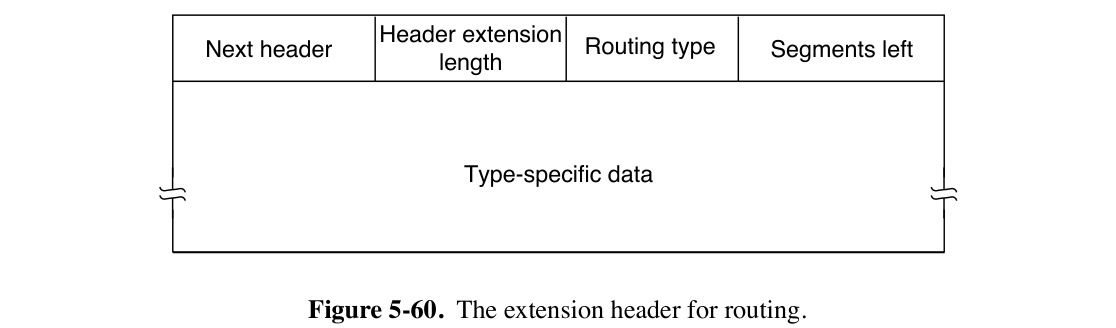 Next header
Header extension
length
Routing type
Segments left
Type-specific data
Figure 5-60. The extension header for routing.